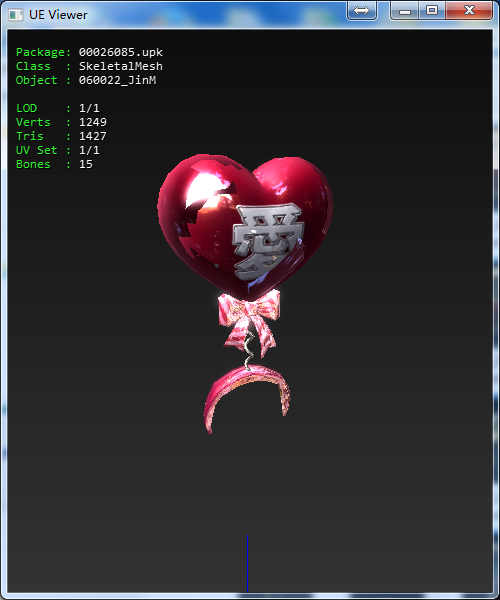 UE Viewer
Package: 00026085.upk
Class : SkeletalMesh
Object : 060022_JinM
LOD : 1/1
Verts : 1249
Tris : 1427
UV Set : 1/1
Bones : 15
愛